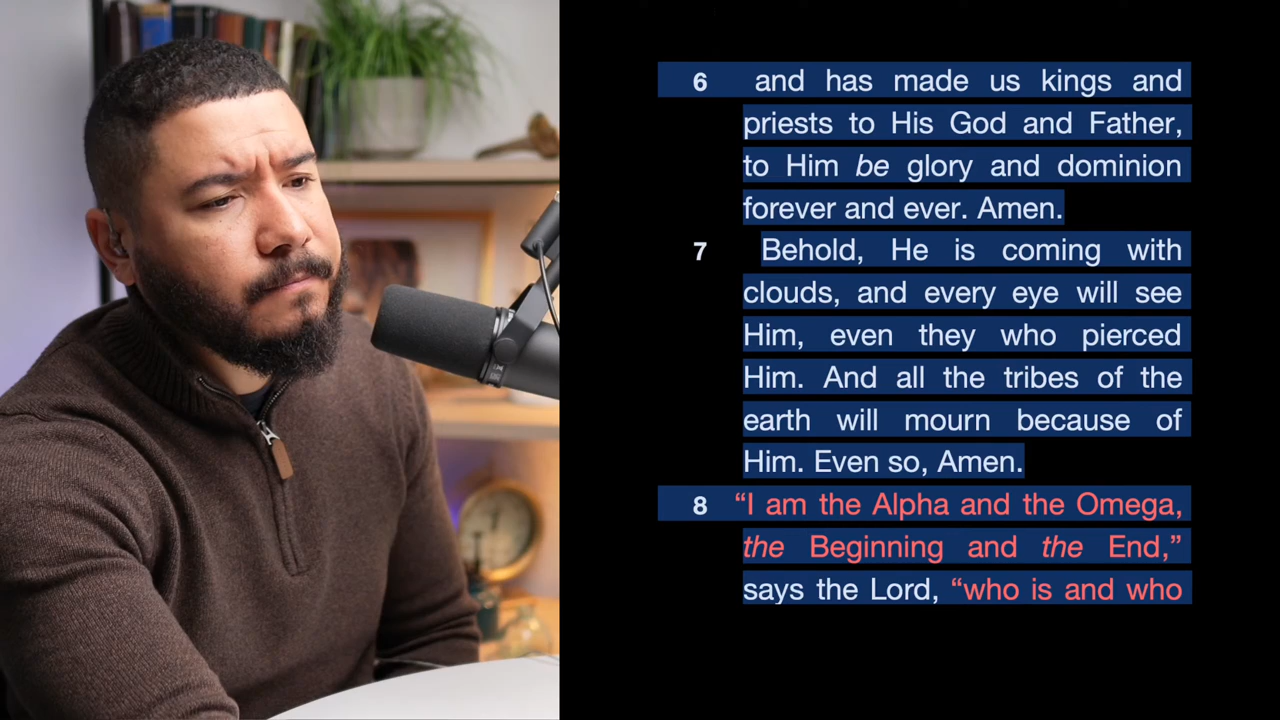 6 and has made us kings and
priests to His God and Father,
to Him be glory and dominion
forever and ever. Amen.
7 Behold, He is coming with
clouds, and every eye will see
Him, even they who pierced
Him. And all the tribes of the
earth will mourn because of
Him. Even so, Amen.
8 “I am the Alpha and the Omega,
the Beginning and the End,”
says the Lord, “who is and who